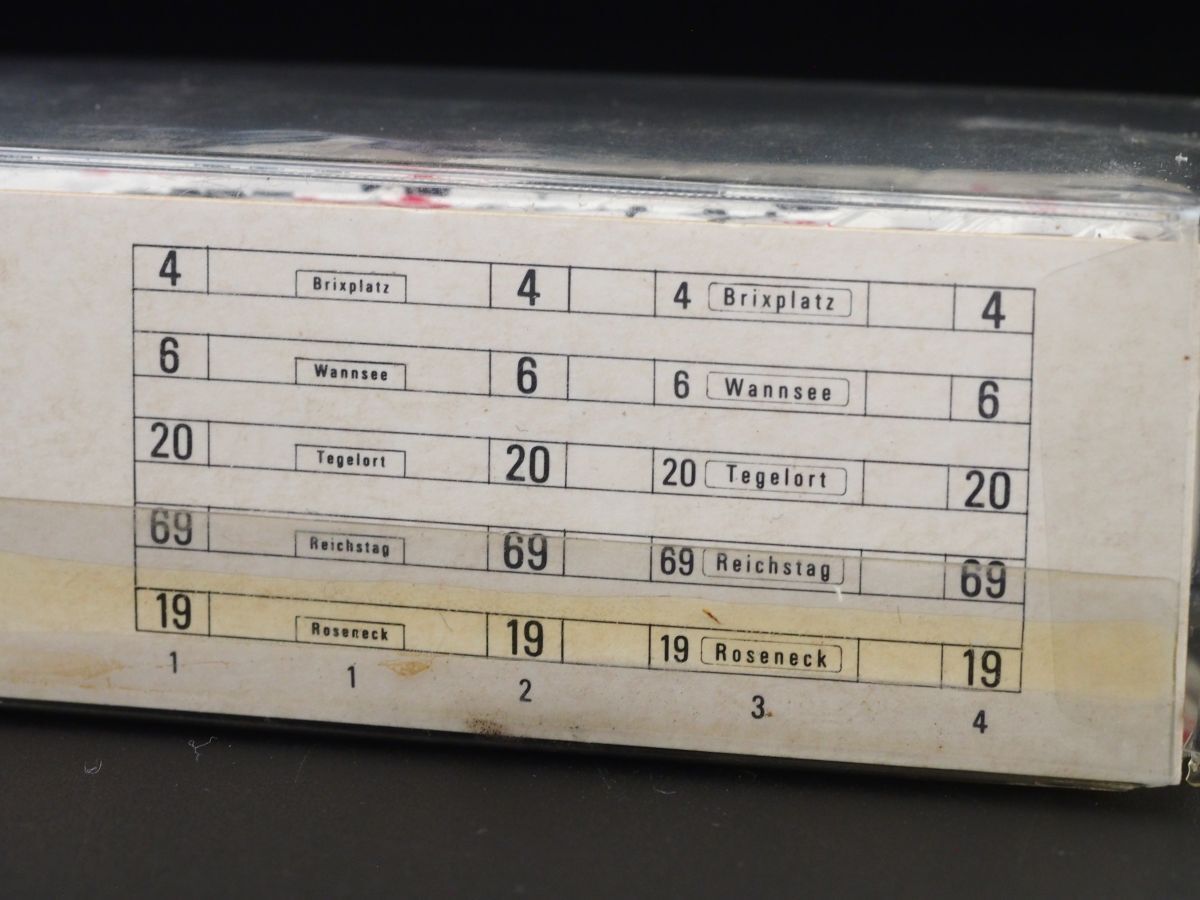 4 Brixplatz 4 4 Brixplatz 4
6 Wannsee 6 6 Wannsee 6
20 Tegelort 20 20 Tegelort 20
69 Reichstag 69 69 Reichstag 69
19 Roseneck 19 19 Roseneck 19
1 1 2 3 4